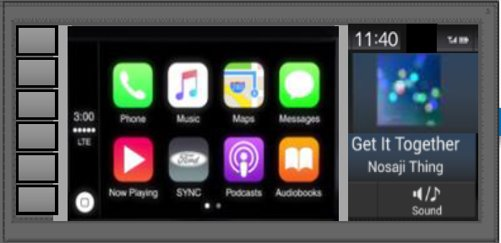 11:40
3:00
LTE
Phone
Music
Maps
Messages
Ford
Now Playing
SYNC
Podcasts
Audiobooks
Get It Together
Nosaji Thing
Sound